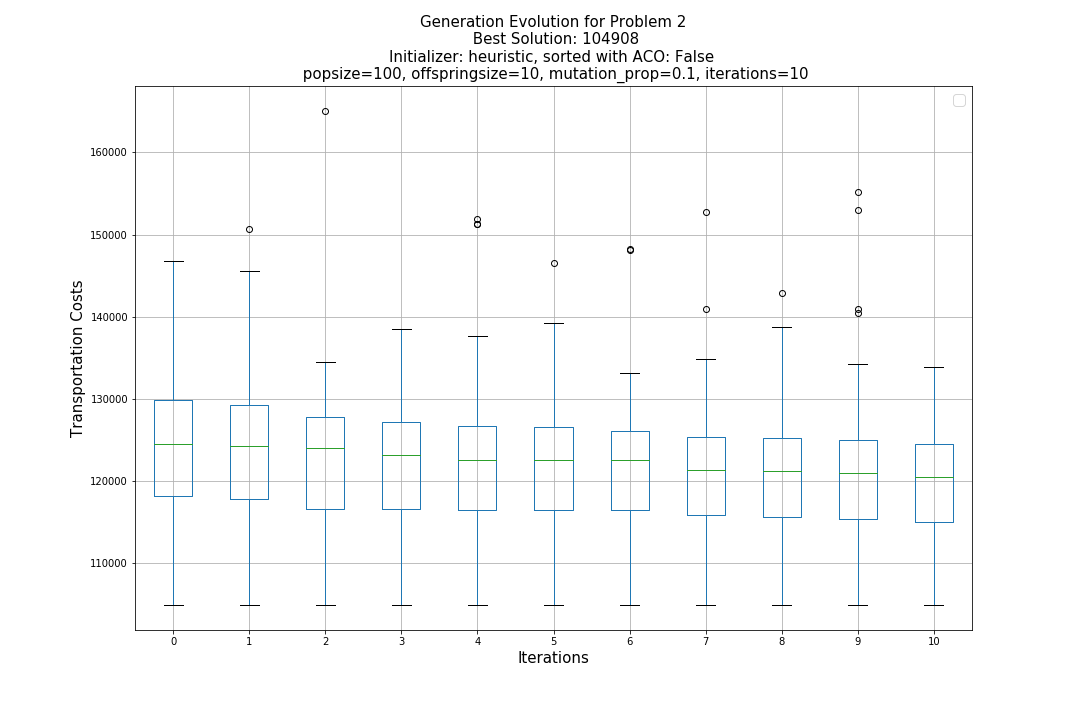 Generation Evolution for Problem 2
Best Solution: 104908
Initializer: heuristic, sorted with ACO: False
popsize=100, offspringsize=10, mutation_prop=0.1, iterations=10
Transportation Costs
160000
150000
140000
130000
120000
110000
0 1 2 3 4 5 6 7 8 9 10
Iterations